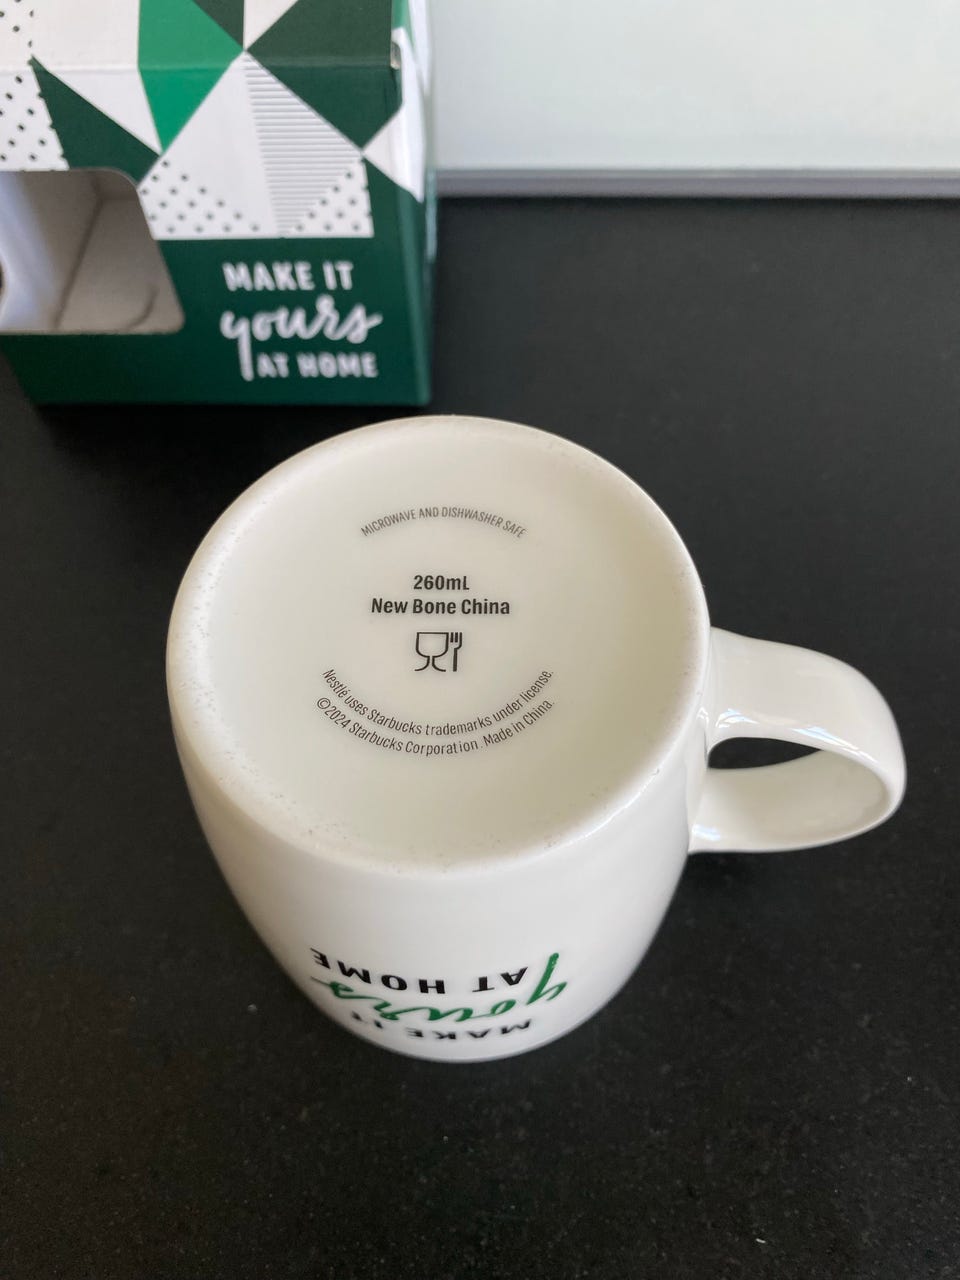 MAKE IT
yours
AT HOME
MICROWAVE AND DISHWASHER SAFE
260mL
New Bone China
Nestlé uses Starbucks trademarks under license.
©2024 Starbucks Corporation. Made in China.
MAKE IT
yours
AT HOME